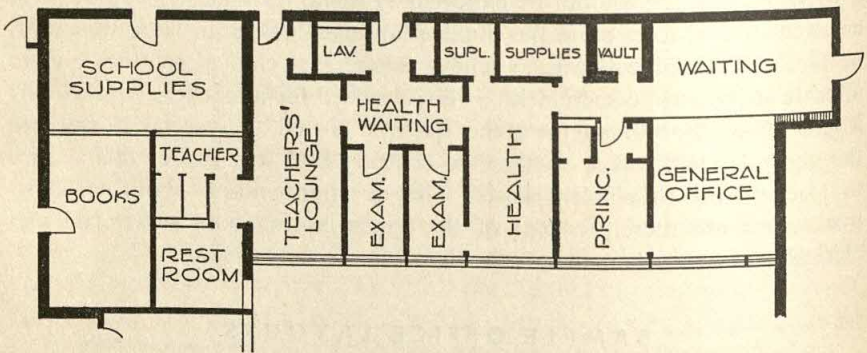 SCHOOL
SUPPLIES
BOOKS
TEACHER
REST
ROOM
TEACHERS
LOUNGE
LAV.
HEALTH
WAITING
EXAM.
EXAM.
SUPL.
SUPPLIES
HEALTH
VAULT
PRINC.
WAITING
GENERAL
OFFICE